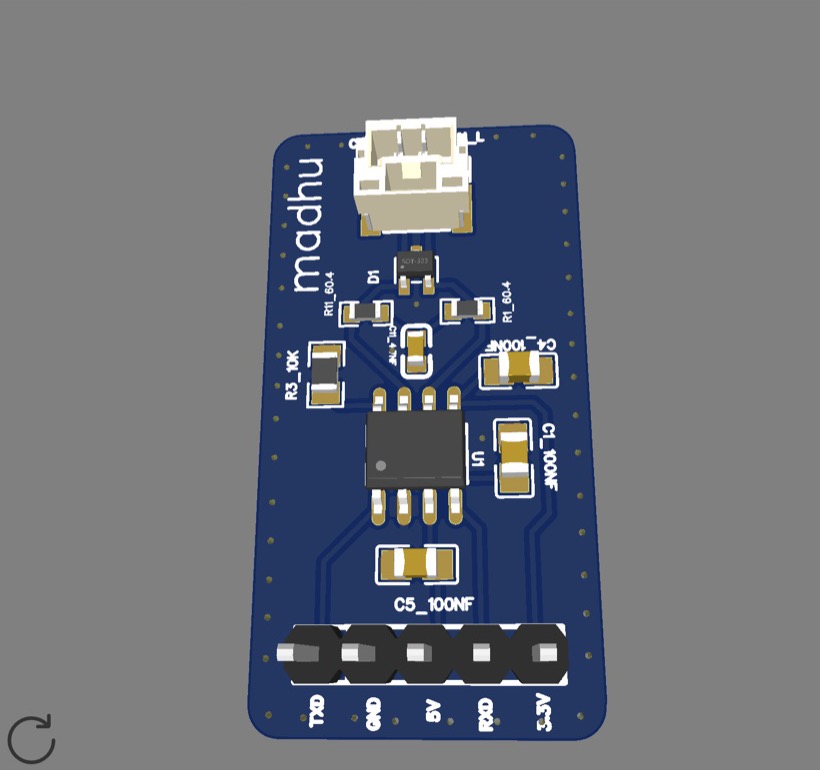 madhu
D1
R11_60.4
R1_60.4
R3_10K
C4_100NF
U1
C1_100NF
C5_100NF
TXD
GND
5V
RXD
3.3V